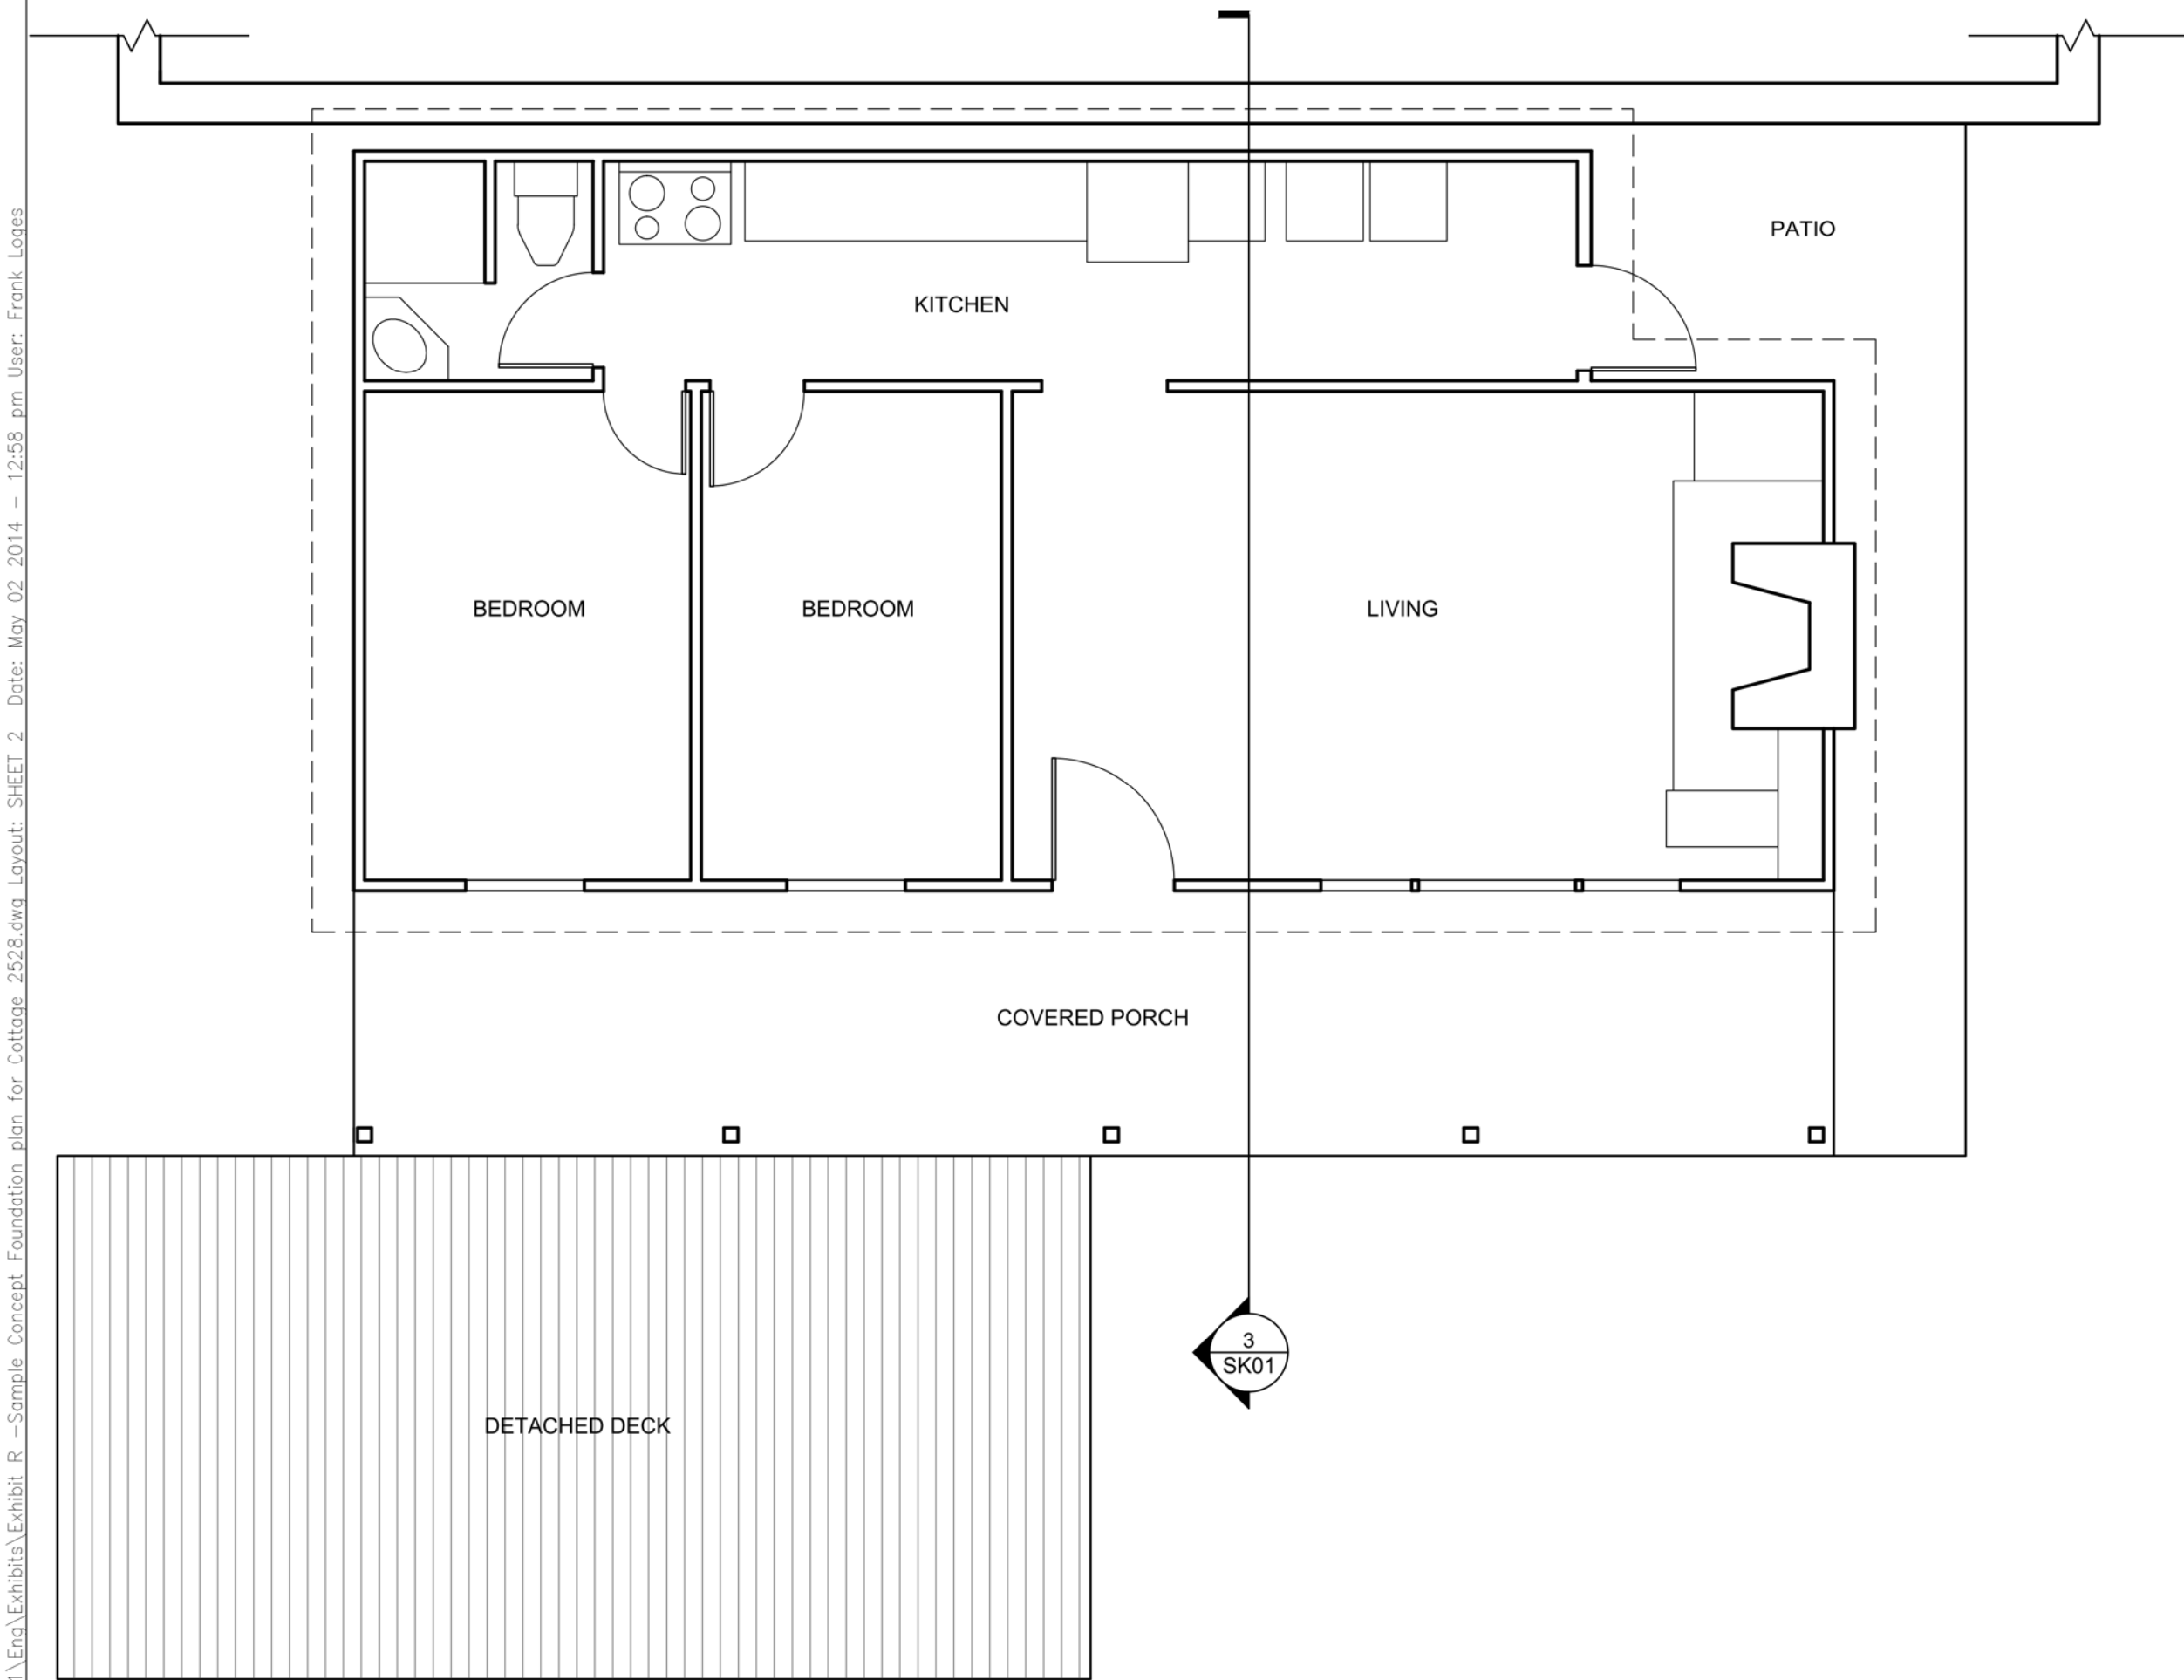 PATIO
KITCHEN
BEDROOM
BEDROOM
LIVING
COVERED PORCH
3
SK01
DETACHED DECK
\Eng\Exhibits\Exhibit R -Sample Concept Foundation plan for Cottage 2528.dwg Layout: SHEET 2 Date: May 02 2014 - 12:58 pm User: Frank Loges